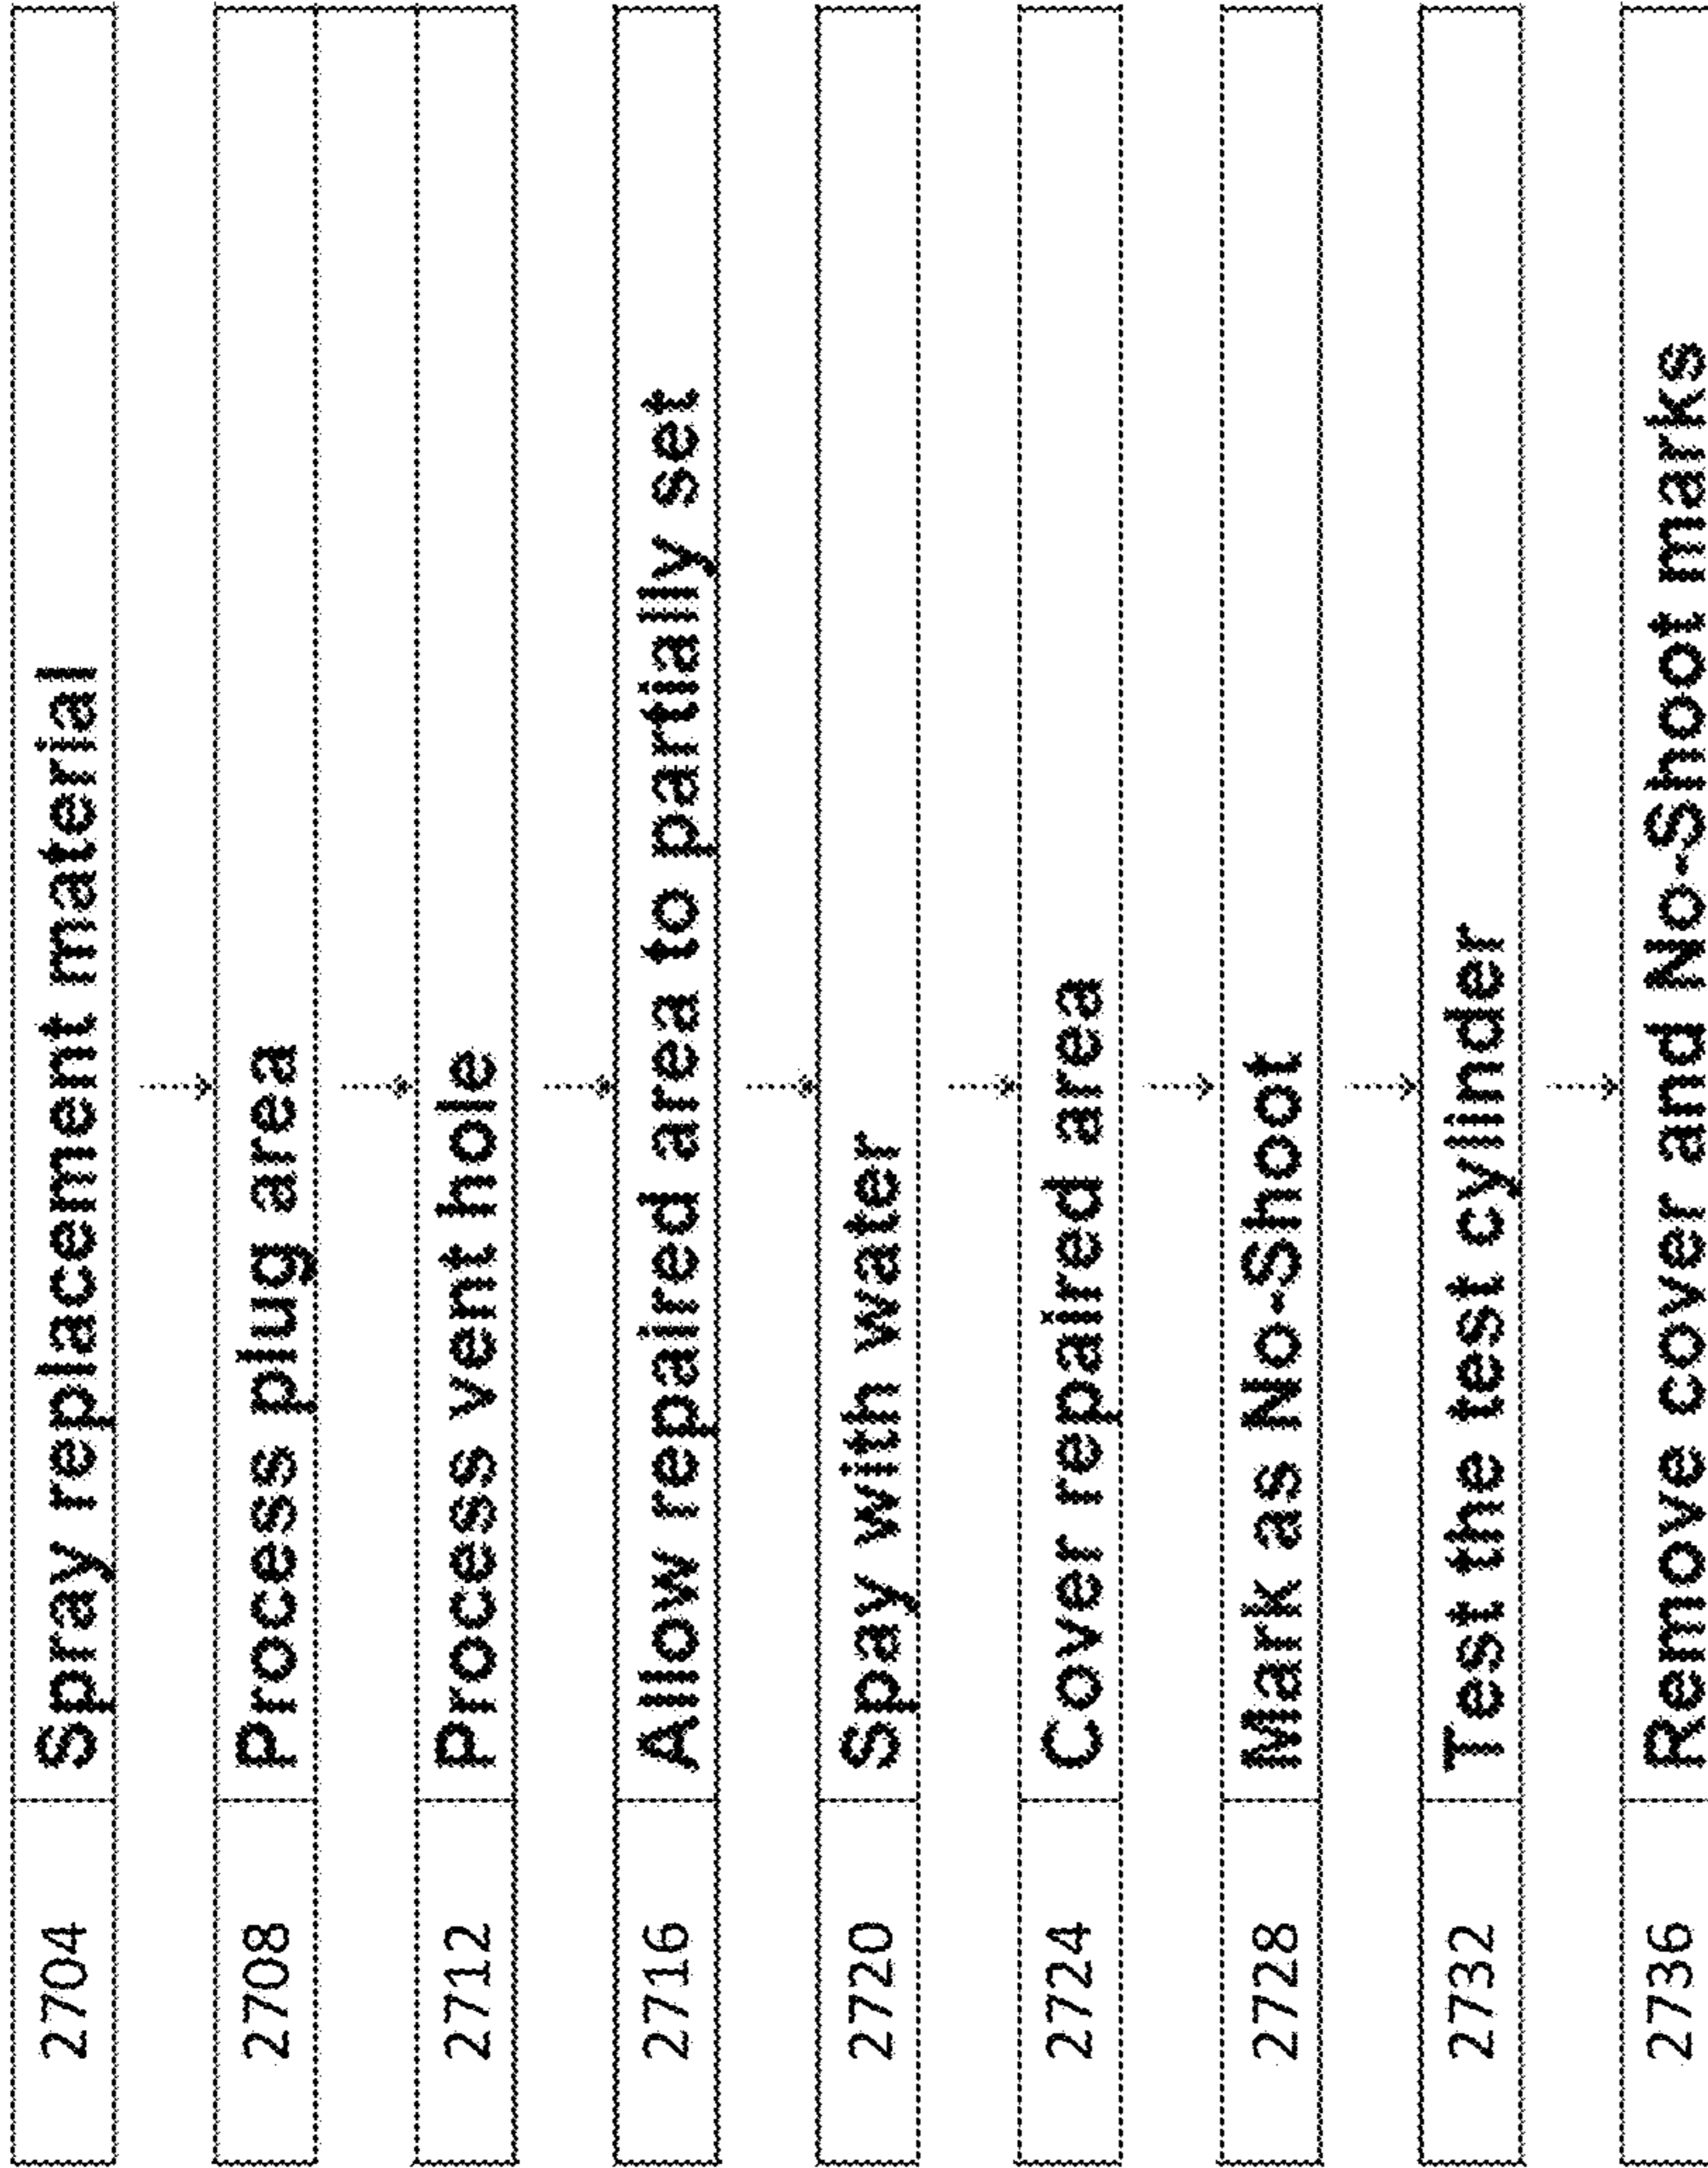 2704 Spray replacement material
2708 Process plug area
2712 Process vent hole
2716 Allow repaired area to partially set
2720 Spay with water
2724 Cover repaired area
2728 Mark as No-Shoot
2732 Test the test cylinder
2736 Remove cover and No-Shoot marks